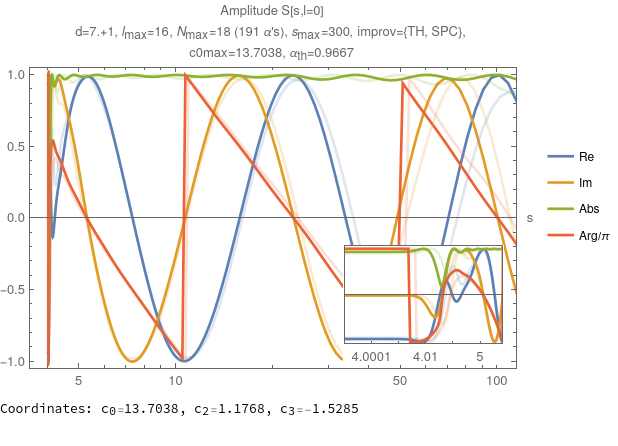 Amplitude S[s,l=0]
d=7.+1, lmax=16, Nmax=18 (191 α's), smax=300, improv={TH, SPC},
c0max=13.7038, αth=0.9667
1.0
0.5
0.0
−0.5
−1.0
5
10
50
100
s
Re
Im
Abs
Arg/π
4.0001
4.01
5
Coordinates: c0=13.7038, c2=1.1768, c3=−1.5285